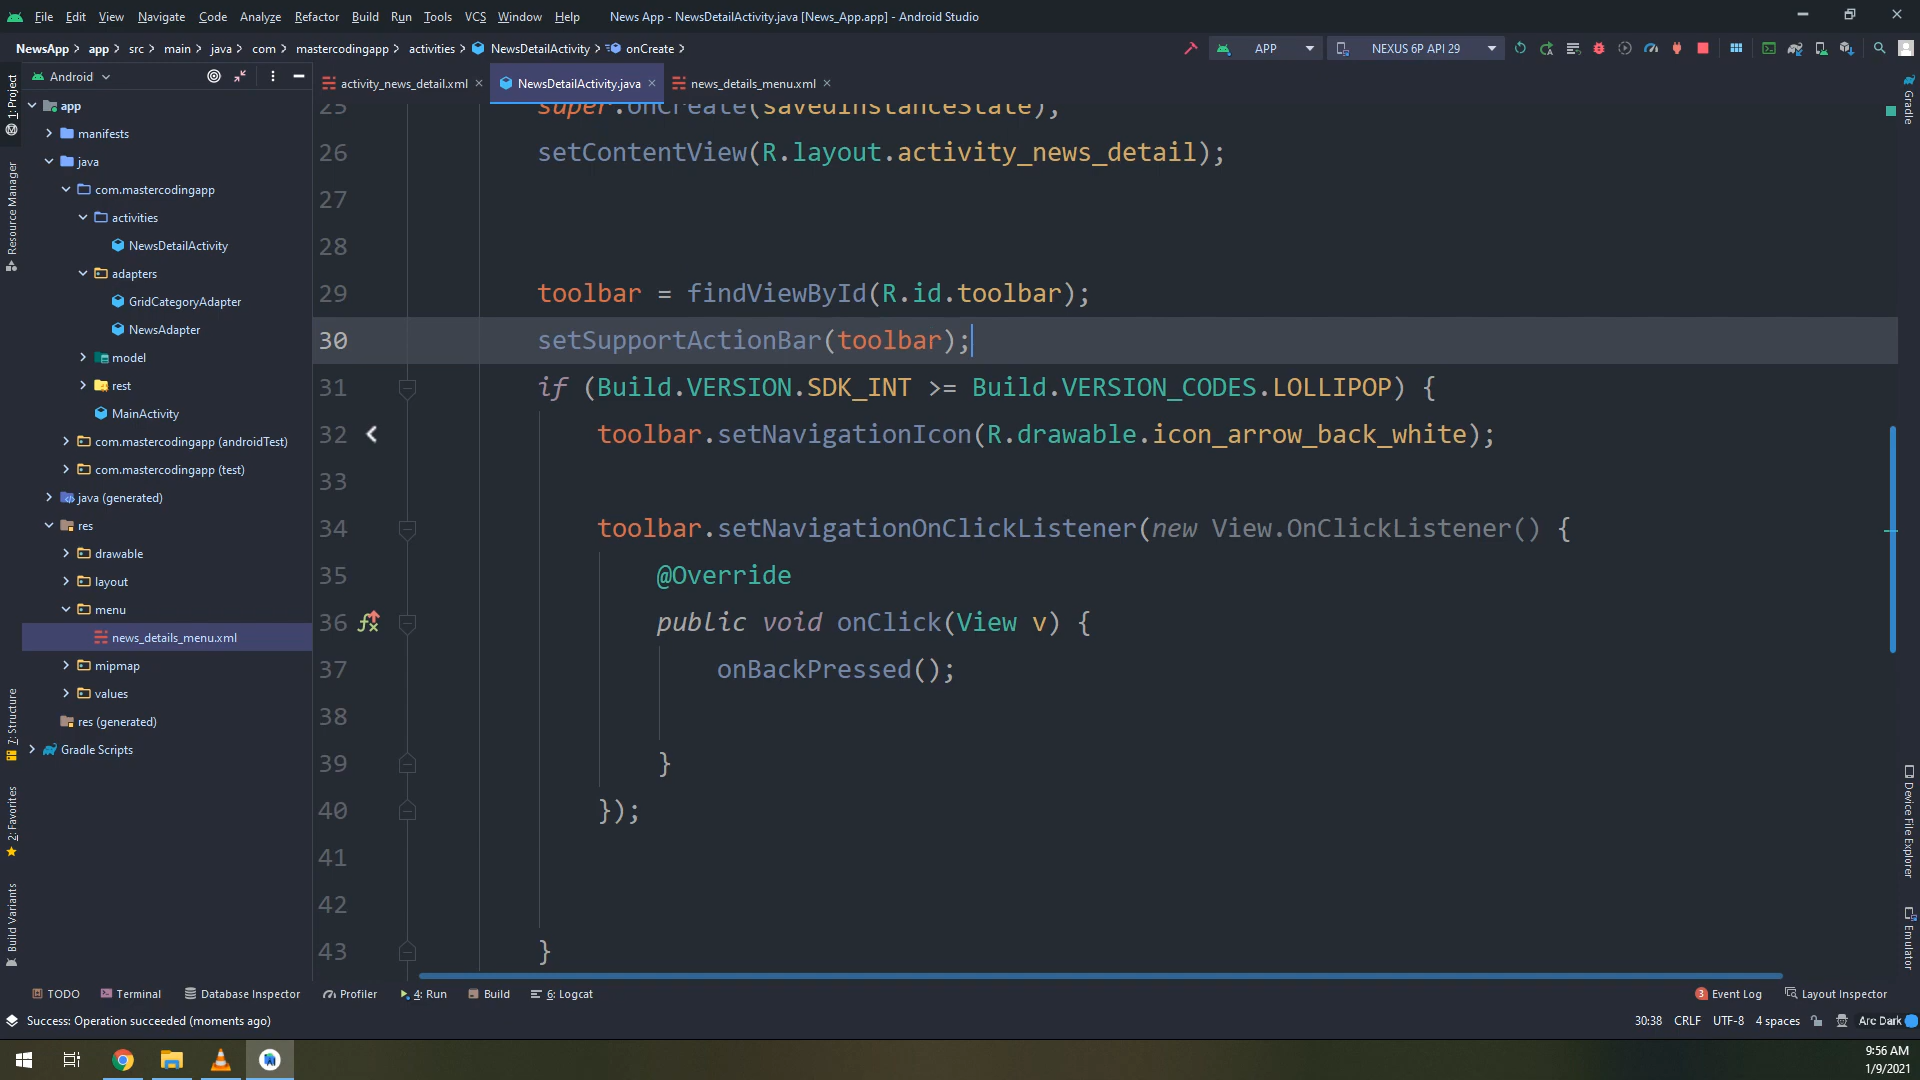 File Edit View Navigate Code Analyze Refactor Build Run Tools VCS Window Help News App - NewsDetailActivity.java [News_App.app] - Android Studio
NewsApp app src main java com mastercodingapp activities NewsDetailActivity onCreate APP NEXUS 6P API 29
Android
activity_news_detail.xml NewsDetailActivity.java news_details_menu.xml
app
manifests
java
com.mastercodingapp
activities
NewsDetailActivity
adapters
GridCategoryAdapter
NewsAdapter
model
rest
MainActivity
com.mastercodingapp (androidTest)
com.mastercodingapp (test)
java (generated)
res
drawable
layout
menu
news_details_menu.xml
mipmap
values
res (generated)
Gradle Scripts
1: Project
Resource Manager
7: Structure
2: Favorites
Build Variants
25 super.onCreate(savedInstanceState);
26 setContentView(R.layout.activity_news_detail);
27
28
29 toolbar = findViewById(R.id.toolbar);
30 setSupportActionBar(toolbar);
31 if (Build.VERSION.SDK_INT >= Build.VERSION_CODES.LOLLIPOP) {
32 toolbar.setNavigationIcon(R.drawable.icon_arrow_back_white);
33
34 toolbar.setNavigationOnClickListener(new View.OnClickListener() {
35 @Override
36 public void onClick(View v) {
37 onBackPressed();
38
39 }
40 });
41
42
43 }
Gradle
Device File Explorer
Emulator
TODO Terminal Database Inspector Profiler 4: Run Build 6: Logcat 3 Event Log Layout Inspector
Success: Operation succeeded (moments ago) 30:38 CRLF UTF-8 4 spaces Arc Dark
9:56 AM
1/9/2021